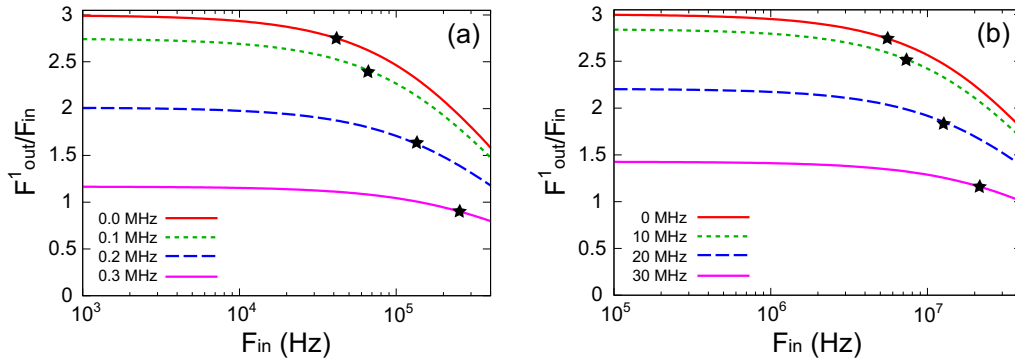 (a)
F¹out/Fin
3
2.5
2
1.5
1
0.5
0
0.0 MHz
0.1 MHz
0.2 MHz
0.3 MHz
10³ 10⁴ 10⁵
Fin (Hz)
(b)
F¹out/Fin
3
2.5
2
1.5
1
0.5
0
0 MHz
10 MHz
20 MHz
30 MHz
10⁵ 10⁶ 10⁷
Fin (Hz)